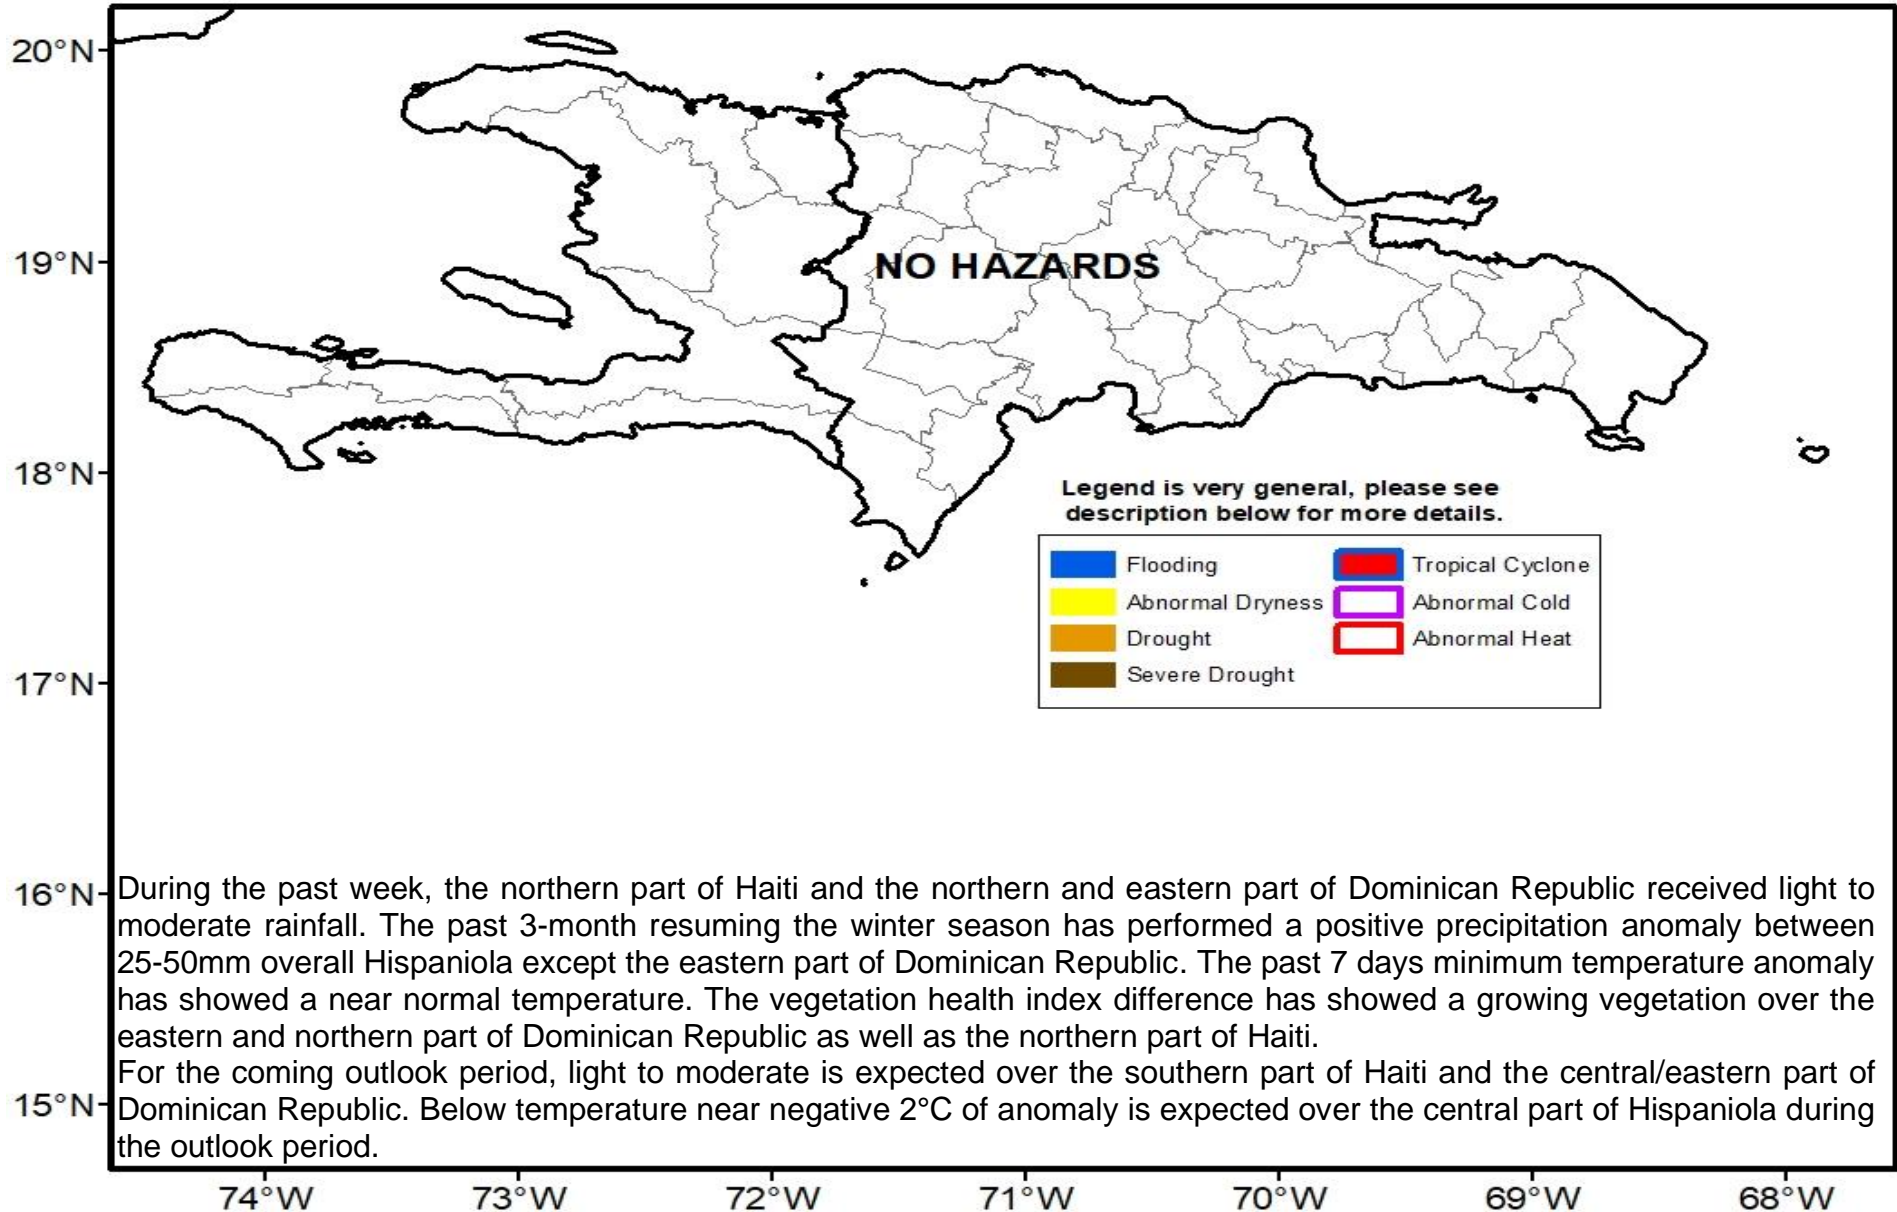 20°N
19°N
18°N
17°N
16°N
15°N
NO HAZARDS
Legend is very general, please see
description below for more details.
Flooding
Abnormal Dryness
Drought
Severe Drought
Tropical Cyclone
Abnormal Cold
Abnormal Heat
During the past week, the northern part of Haiti and the northern and eastern part of Dominican Republic received light to
moderate rainfall. The past 3-month resuming the winter season has performed a positive precipitation anomaly between
25-50mm overall Hispaniola except the eastern part of Dominican Republic. The past 7 days minimum temperature anomaly
has showed a near normal temperature. The vegetation health index difference has showed a growing vegetation over the
eastern and northern part of Dominican Republic as well as the northern part of Haiti.
For the coming outlook period, light to moderate is expected over the southern part of Haiti and the central/eastern part of
Dominican Republic. Below temperature near negative 2°C of anomaly is expected over the central part of Hispaniola during
the outlook period.
74°W 73°W 72°W 71°W 70°W 69°W 68°W